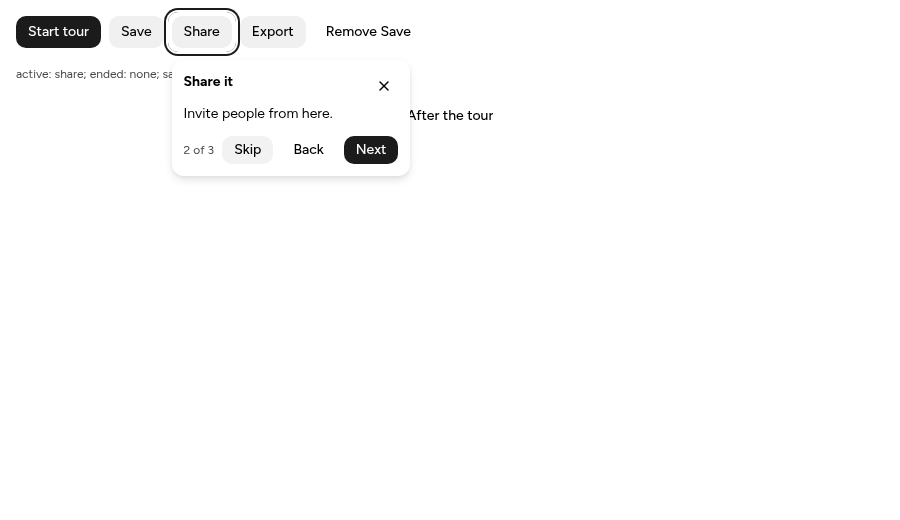 Start tour Save Share Export Remove Save
active: share; ended: none;
Share it
Invite people from here.
After the tour
2 of 3 Skip Back Next